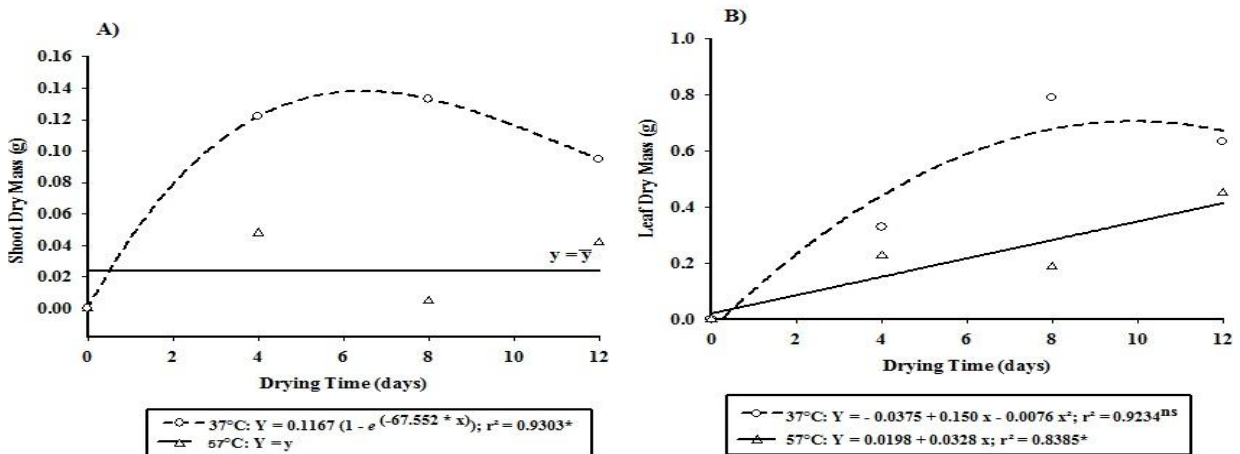 A)
Shoot Dry Mass (g)
0.16
0.14
0.12
0.10
0.08
0.06
0.04
0.02
0.00
y = y̅
0 2 4 6 8 10 12
Drying Time (days)
37°C: Y = 0.1167 (1 - e (-67.552 * x)); r² = 0.9303*
57°C: Y = y
B)
Leaf Dry Mass (g)
1.0
0.8
0.6
0.4
0.2
0.0
0 2 4 6 8 10 12
Drying Time (days)
37°C: Y = - 0.0375 + 0.150 x - 0.0076 x²; r² = 0.9234ns
57°C: Y = 0.0198 + 0.0328 x; r² = 0.8385*